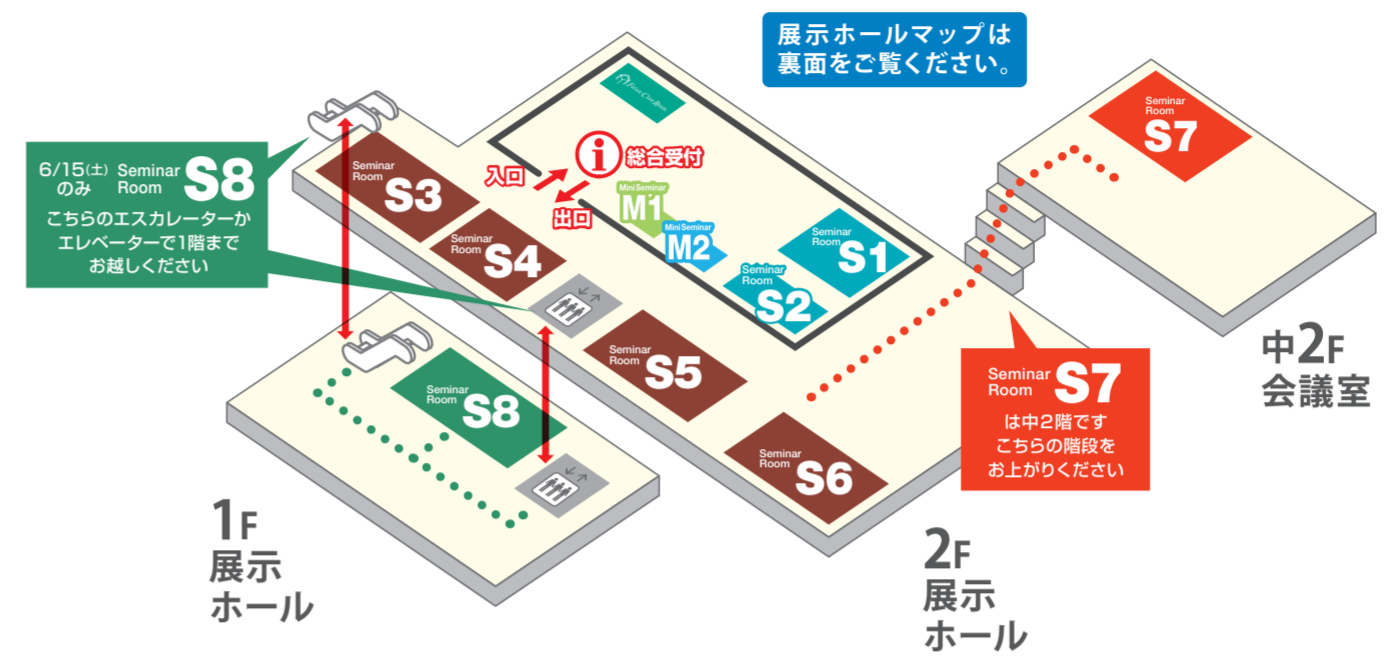 展示ホールマップは
裏面をご覧ください。
6/15(土)
のみ
Seminar
Room
S8
こちらのエスカレーターか
エレベーターで1階まで
お越しください
Seminar
Room
S3
Seminar
Room
S4
入口
出口
i
総合受付
Mini Seminar
M1
Mini Seminar
M2
Seminar
Room
S1
Seminar
Room
S2
Seminar
Room
S5
Seminar
Room
S6
Seminar
Room
S7
Seminar
Room
S7
は中2階です
こちらの階段を
お上がりください
中2F
会議室
Seminar
Room
S8
1F
展示
ホール
2F
展示
ホール